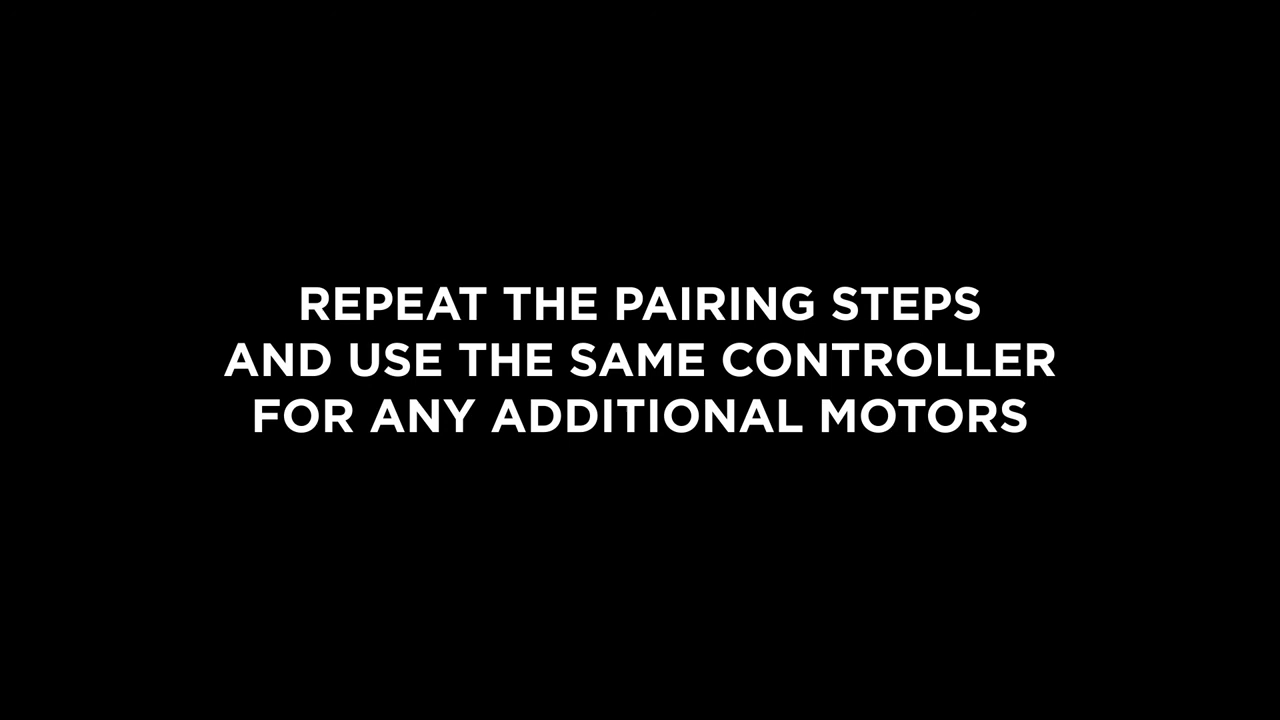 REPEAT THE PAIRING STEPS
AND USE THE SAME CONTROLLER
FOR ANY ADDITIONAL MOTORS